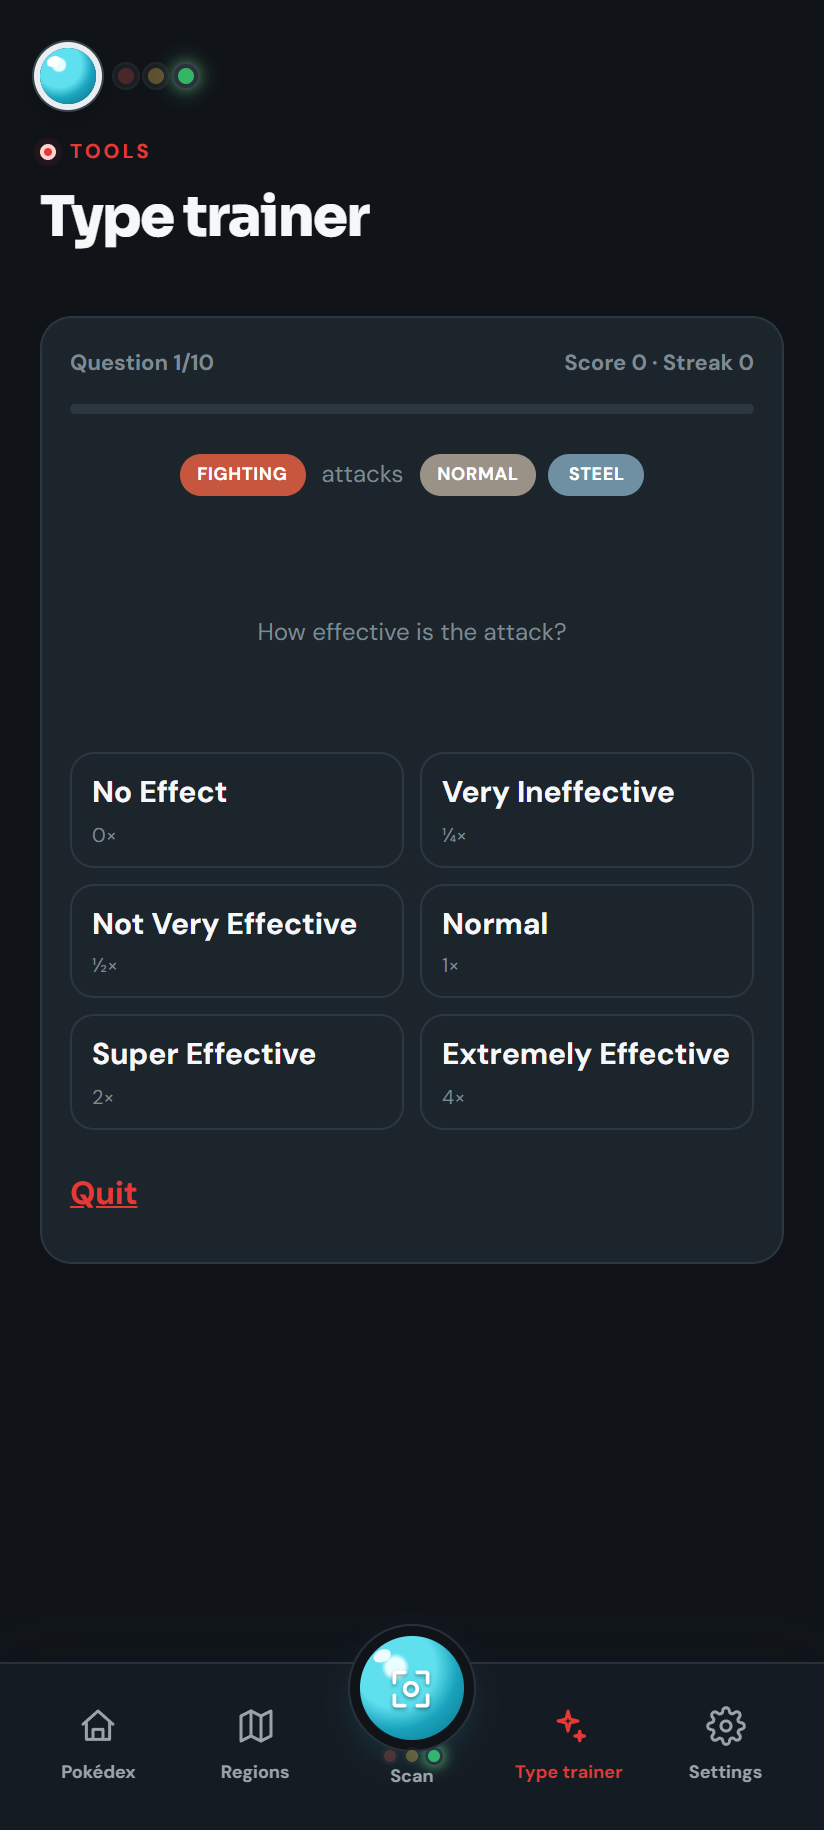 TOOLS
Type trainer
Question 1/10 Score 0 · Streak 0
FIGHTING attacks NORMAL STEEL
How effective is the attack?
No Effect
0×
Very Ineffective
¼×
Not Very Effective
½×
Normal
1×
Super Effective
2×
Extremely Effective
4×
Quit
Pokédex
Regions
Scan
Type trainer
Settings